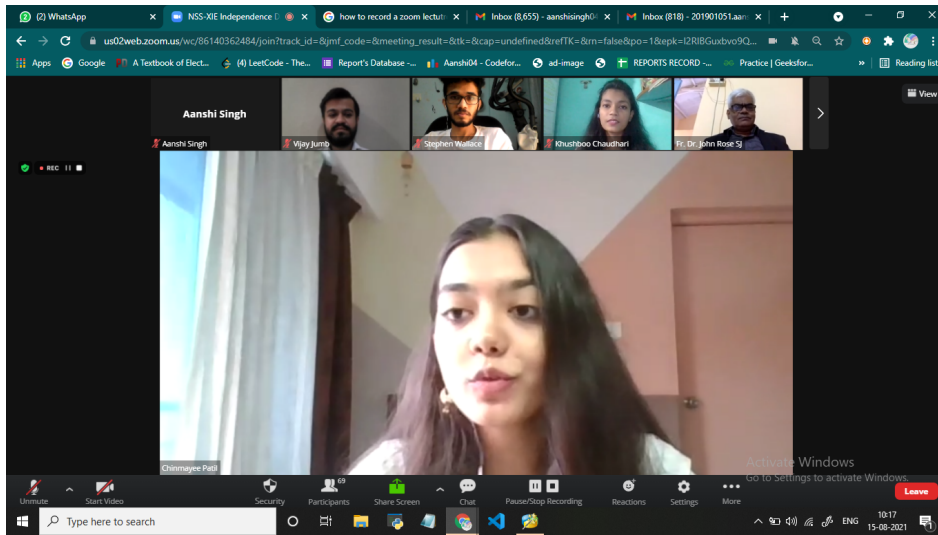 (2) WhatsApp
NSS-XIE Independence D
how to record a zoom lectutr
Inbox (8,655) - aanshisingh04
Inbox (818) - 201901051.aan
us02web.zoom.us/wc/86140362484/join?track_id=&jmf_code=&meeting_result=&tk=&cap=undefined&refTK=&rn=false&po=1&epk=I2RI8Guxbvo9Q...
Apps
Google
A Textbook of Elect...
(4) LeetCode - The...
Report's Database -...
Aanshi04 - Codefor...
ad-image
REPORTS RECORD -...
Practice | Geeksfor...
»
Reading list
View
Aanshi Singh
Aanshi Singh
Vijay Jumb
Stephen Wallace
Khushboo Chaudhari
Fr. Dr. John Rose SJ
REC
Chinmayee Patil
Activate Windows
Go to Settings to activate Windows.
Unmute
Start Video
Security
69
Participants
Share Screen
Chat
Pause/Stop Recording
Reactions
Settings
More
Leave
Type here to search
ENG
10:17
15-08-2021